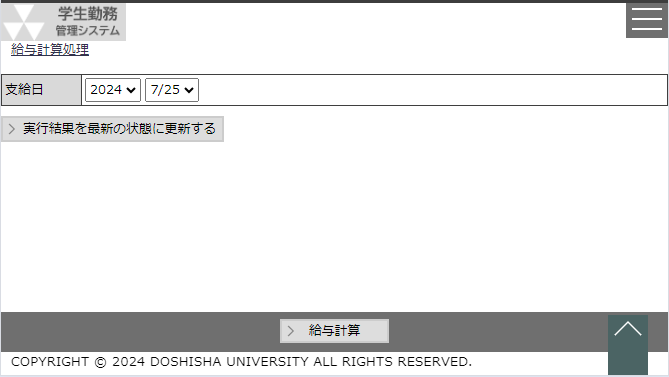 学生勤務
管理システム
給与計算処理
支給日 2024 7/25
実行結果を最新の状態に更新する
給与計算
COPYRIGHT © 2024 DOSHISHA UNIVERSITY ALL RIGHTS RESERVED.